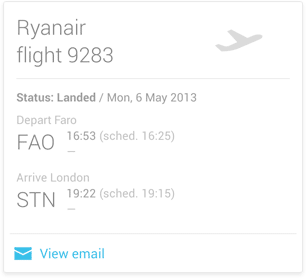 Ryanair
flight 9283
Status: Landed / Mon, 6 May 2013
Depart Faro
FAO 16:53 (sched. 16:25)
—
Arrive London
STN 19:22 (sched. 19:15)
—
View email